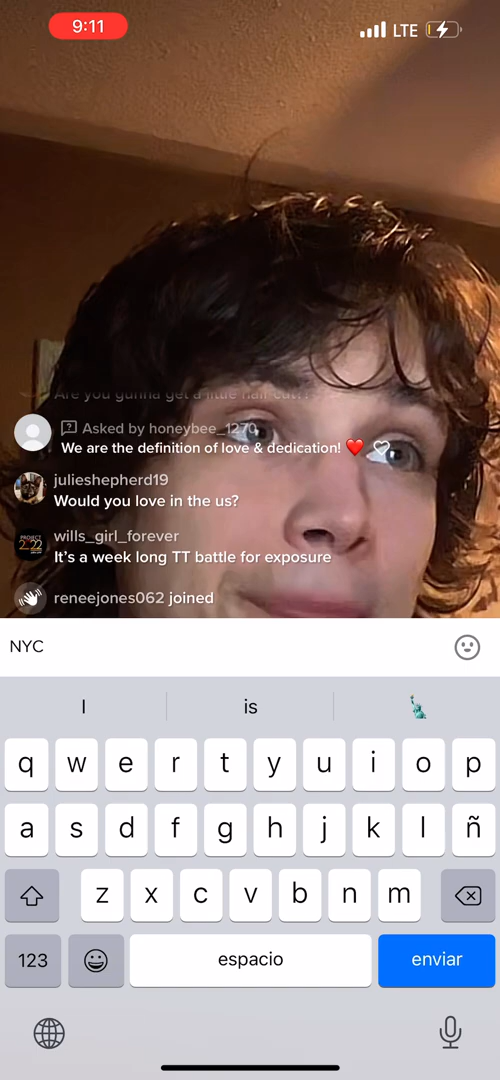 9:11
LTE
Are you gunna get a little hair cut??
Asked by honeybee_1270
We are the definition of love & dedication! ❤️ 🤍
julieshepherd19
Would you love in the us?
PROJECT
wills_girl_forever
It's a week long TT battle for exposure
👋 reneejones062 joined
NYC
I is 🗽
q w e r t y u i o p
a s d f g h j k l ñ
z x c v b n m
123 espacio enviar